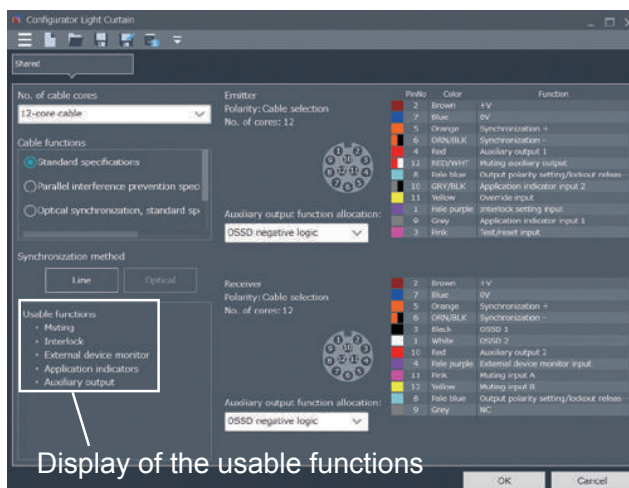 Configurator Light Curtain
Shared
No. of cable cores
12-core cable
Cable functions
Standard specifications
Parallel interference prevention spec
Optical synchronization, standard sp
Synchronization method
Line Optical
Usable functions
• Muting
• Interlock
• External device monitor
• Application indicators
• Auxiliary output
Display of the usable functions
Emitter
Polarity: Cable selection
No. of cores: 12
Auxiliary output function allocation:
OSSD negative logic
PinNo Color Function
2 Brown +V
7 Blue 0V
5 Orange Synchronization +
6 ORN/BLK Synchronization -
4 Red Auxiliary output 1
12 RED/WHT Muting auxiliary output
8 Pale blue Output polarity setting/lockout releas
10 GRY/BLK Application indicator input 2
11 Yellow Override input
1 Pale purple Interlock setting input
9 Grey Application indicator input 1
3 Pink Test/reset input
Receiver
Polarity: Cable selection
No. of cores: 12
Auxiliary output function allocation:
OSSD negative logic
2 Brown +V
7 Blue 0V
5 Orange Synchronization +
6 ORN/BLK Synchronization -
3 Black OSSD 1
1 White OSSD 2
10 Red Auxiliary output 2
4 Pale purple External device monitor input
11 Pink Muting input A
12 Yellow Muting input B
8 Pale blue Output polarity setting/lockout releas
9 Grey NC
OK Cancel